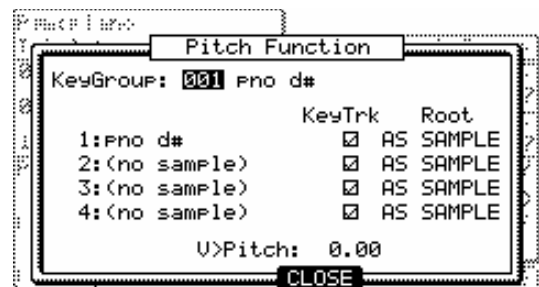 Pitch Function
KeyGroup: 001 pno d#
KeyTrk Root
1:pno d# ☑ AS SAMPLE
2:(no sample) ☑ AS SAMPLE
3:(no sample) ☑ AS SAMPLE
4:(no sample) ☑ AS SAMPLE
V>Pitch: 0.00
CLOSE